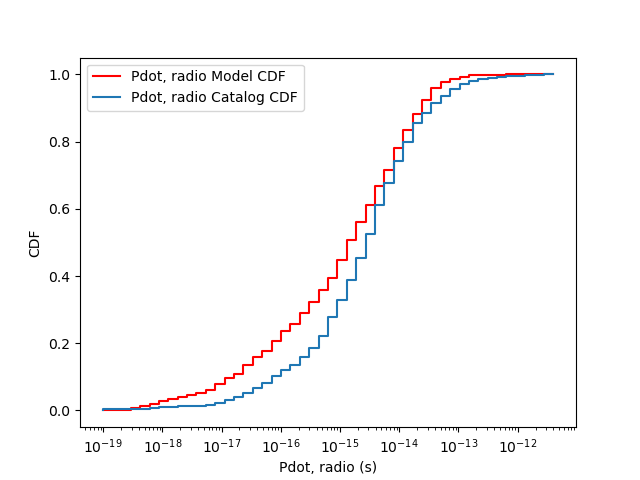 Pdot, radio Model CDF
Pdot, radio Catalog CDF
1.0
0.8
0.6
0.4
0.2
0.0
CDF
10⁻¹⁹ 10⁻¹⁸ 10⁻¹⁷ 10⁻¹⁶ 10⁻¹⁵ 10⁻¹⁴ 10⁻¹³ 10⁻¹²
Pdot, radio (s)